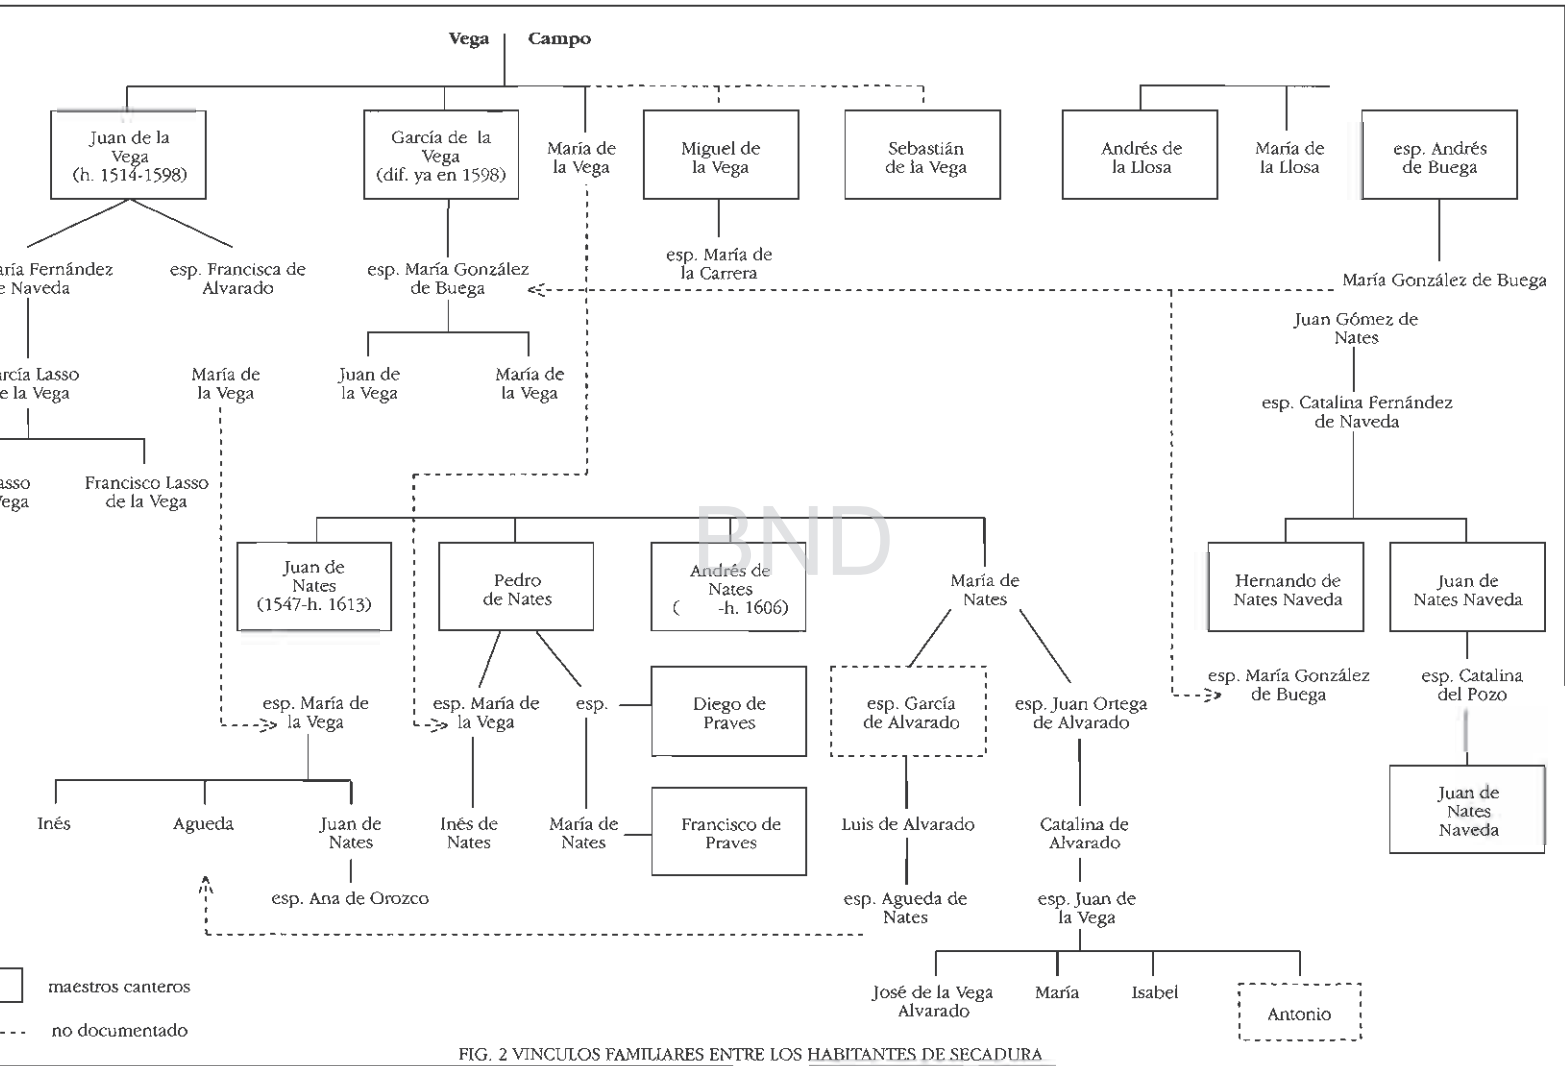 Vega Campo
Juan de la
Vega
(h. 1514-1598)
García de la
Vega
(dif. ya en 1598)
María de
la Vega
Miguel de
la Vega
Sebastián
de la Vega
Andrés de
la Llosa
María de
la Llosa
esp. Andrés
de Buega
aría Fernández
e Naveda
esp. Francisca de
Alvarado
esp. María González
de Buega
esp. María de
la Carrera
María González de Buega
Juan Gómez de
Nates
rcía Lasso
e la Vega
María de
la Vega
Juan de
la Vega
María de
la Vega
esp. Catalina Fernández
de Naveda
asso
Vega
Francisco Lasso
de la Vega
BND
Juan de
Nates
(1547-h. 1613)
Pedro
de Nates
Andrés de
Nates
( -h. 1606)
María de
Nates
Hernando de
Nates Naveda
Juan de
Nates Naveda
esp. María de
la Vega
esp. María de
la Vega
esp.
Diego de
Praves
esp. García
de Alvarado
esp. Juan Ortega
de Alvarado
esp. María González
de Buega
esp. Catalina
del Pozo
Inés
Agueda
Juan de
Nates
Inés de
Nates
María de
Nates
Francisco de
Praves
Luis de Alvarado
Catalina de
Alvarado
Juan de
Nates
Naveda
esp. Ana de Orozco
esp. Agueda de
Nates
esp. Juan de
la Vega
José de la Vega
Alvarado
María
Isabel
Antonio
maestros canteros
no documentado
FIG. 2 VINCULOS FAMILIARES ENTRE LOS HABITANTES DE SECADURA